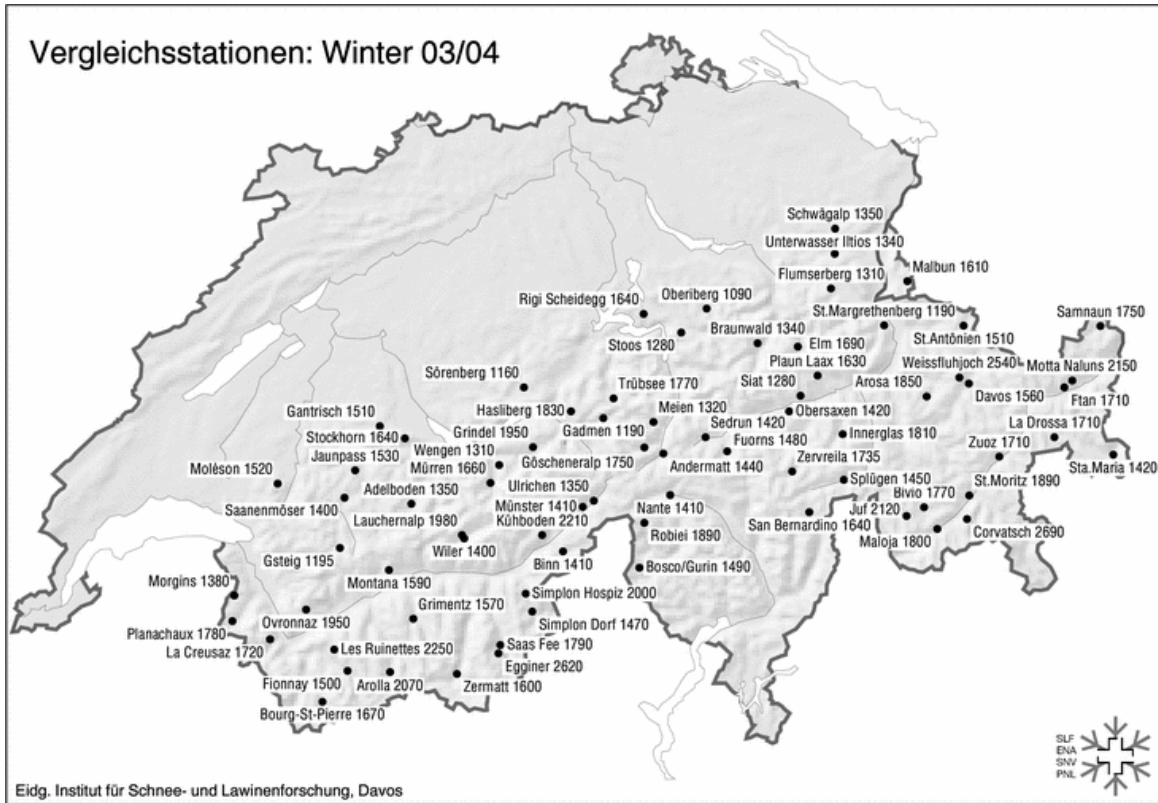 Vergleichsstationen: Winter 03/04
Schwägalp 1350
Unterwasser Iltios 1340
Flumserberg 1310
Malbun 1610
Oberiberg 1090
Rigi Scheidegg 1640
St.Margrethenberg 1190
Samnaun 1750
Braunwald 1340
Stoos 1280
Elm 1690
St.Antönien 1510
Plaun Laax 1630
Weissfluhjoch 2540
Motta Naluns 2150
Sörenberg 1160
Trübsee 1770
Siat 1280
Arosa 1850
Davos 1560
Ftan 1710
Gantrisch 1510
Hasliberg 1830
Meien 1320
Obersaxen 1420
Stockhorn 1640
Grindel 1950
Gadmen 1190
Sedrun 1420
La Drossa 1710
Jaunpass 1530
Wengen 1310
Fuorns 1480
Innerglas 1810
Zuoz 1710
Moléson 1520
Mürren 1660
Göscheneralp 1750
Andermatt 1440
Zervreila 1735
Sta.Maria 1420
Adelboden 1350
Ulrichen 1350
Splügen 1450
St.Moritz 1890
Saanenmöser 1400
Münster 1410
Nante 1410
Bivio 1770
Lauchernalp 1980
Kühboden 2210
San Bernardino 1640
Juf 2120
Robiei 1890
Maloja 1800
Corvatsch 2690
Wiler 1400
Gsteig 1195
Binn 1410
Bosco/Gurin 1490
Morgins 1380
Montana 1590
Simplon Hospiz 2000
Grimentz 1570
Ovronnaz 1950
Simplon Dorf 1470
Planachaux 1780
La Creusaz 1720
Les Ruinettes 2250
Saas Fee 1790
Egginer 2620
Fionnay 1500
Arolla 2070
Zermatt 1600
Bourg-St-Pierre 1670
SLF
ENA
SNV
PNL
Eidg. Institut für Schnee- und Lawinenforschung, Davos